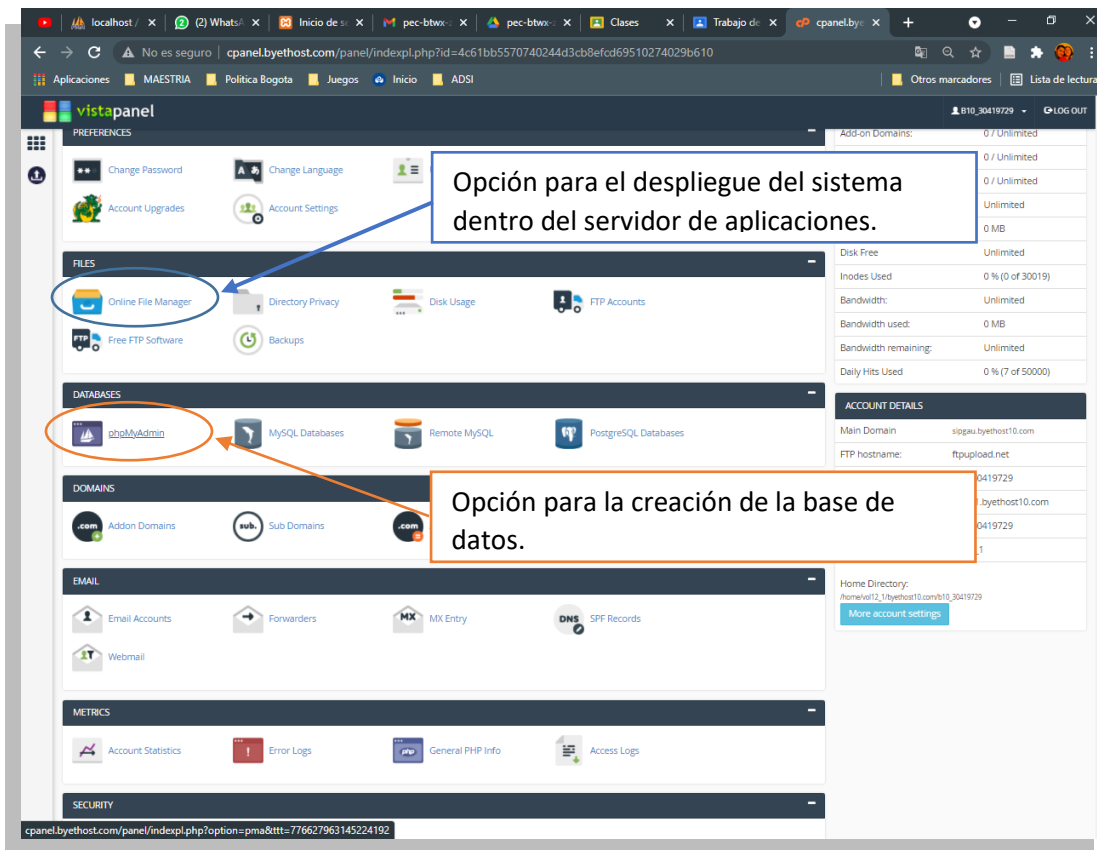 localhost /
(2) WhatsA
Inicio de se
pec-btwx-
pec-btwx-
Clases
Trabajo de
cpanel.bye
No es seguro
cpanel.byethost.com/panel/indexpl.php?id=4c61bb5570740244d3cb8efcd69510274029b610
Aplicaciones
MAESTRIA
Politica Bogota
Juegos
Inicio
ADSI
Otros marcadores
Lista de lectura
vistapanel
B10_30419729
LOG OUT
PREFERENCES
Change Password
Change Language
Account Upgrades
Account Settings
Opción para el despliegue del sistema
dentro del servidor de aplicaciones.
FILES
Online File Manager
Directory Privacy
Disk Usage
FTP Accounts
Free FTP Software
Backups
DATABASES
phpMyAdmin
MySQL Databases
Remote MySQL
PostgreSQL Databases
DOMAINS
Addon Domains
Sub Domains
Opción para la creación de la base de
datos.
EMAIL
Email Accounts
Forwarders
MX Entry
SPF Records
Webmail
METRICS
Account Statistics
Error Logs
General PHP Info
Access Logs
SECURITY
cpanel.byethost.com/panel/indexpl.php?option=pma&ttt=776627963145224192
Add-on Domains: 0 / Unlimited
0 / Unlimited
0 / Unlimited
Unlimited
0 MB
Disk Free Unlimited
Inodes Used 0 % (0 of 30019)
Bandwidth: Unlimited
Bandwidth used: 0 MB
Bandwidth remaining: Unlimited
Daily Hits Used 0 % (7 of 50000)
ACCOUNT DETAILS
Main Domain sipgau.byethost10.com
FTP hostname: ftpupload.net
0419729
1.byethost10.com
0419729
_1
Home Directory:
/home/vol12_1/byethost10.com/b10_30419729
More account settings